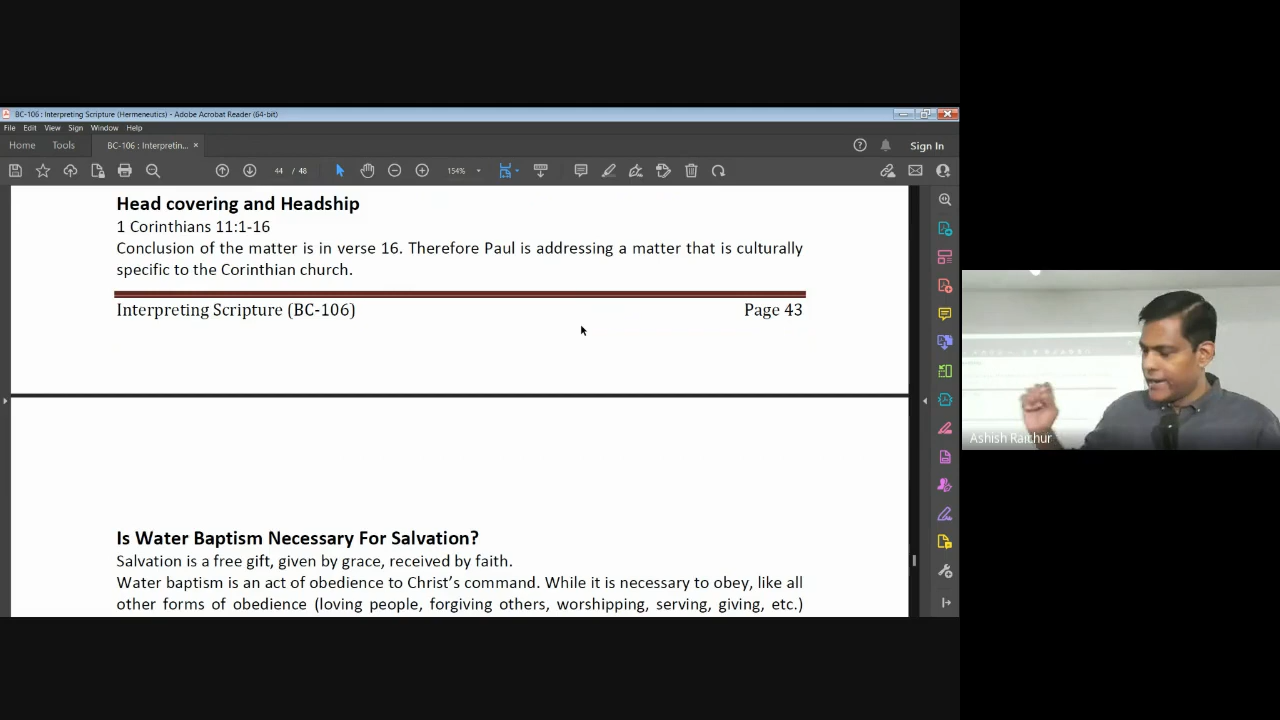 BC-106 : Interpreting Scripture (Hermeneutics) - Adobe Acrobat Reader (64-bit)
File Edit View Sign Window Help
Home Tools BC-106 : Interpretin... × Sign In
44 / 48 154%
Head covering and Headship
1 Corinthians 11:1-16
Conclusion of the matter is in verse 16. Therefore Paul is addressing a matter that is culturally
specific to the Corinthian church.
Interpreting Scripture (BC-106) Page 43
Is Water Baptism Necessary For Salvation?
Salvation is a free gift, given by grace, received by faith.
Water baptism is an act of obedience to Christ's command. While it is necessary to obey, like all
other forms of obedience (loving people, forgiving others, worshipping, serving, giving, etc.)
Ashish Raichur